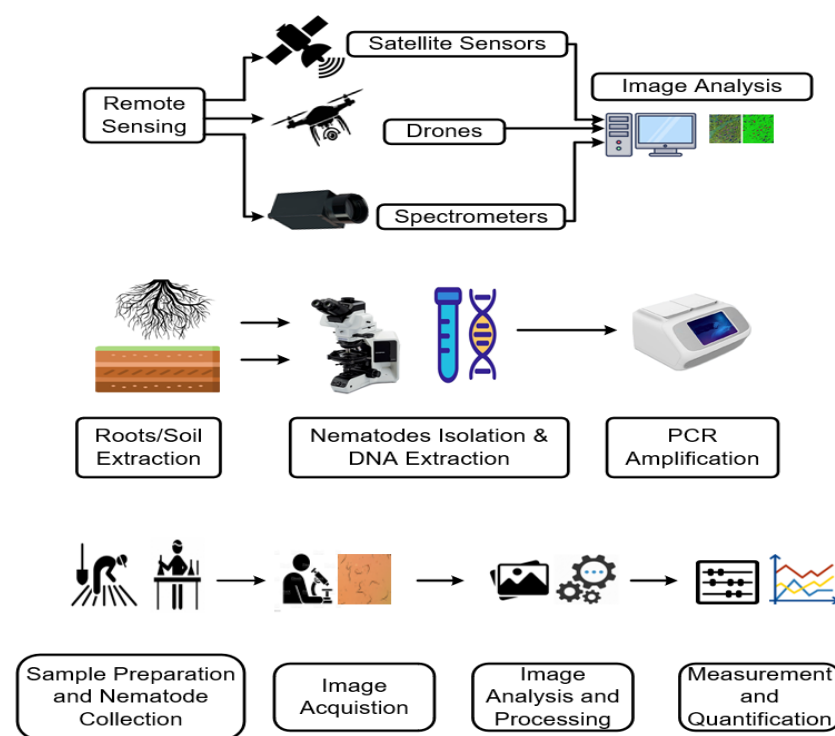 Satellite Sensors
Image Analysis
Remote
Sensing
Drones
Spectrometers
Roots/Soil
Extraction
Nematodes Isolation &
DNA Extraction
PCR
Amplification
Sample Preparation
and Nematode
Collection
Image
Acquistion
Image
Analysis and
Processing
Measurement
and
Quantification